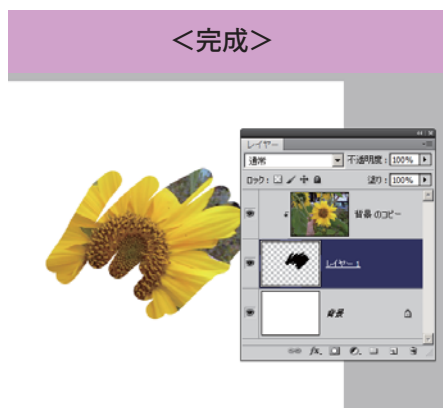 ＜完成＞
レイヤー
通常
不透明度: 100%
ロック:
塗り: 100%
背景 のコピー
レイヤー 1
背景
fx.